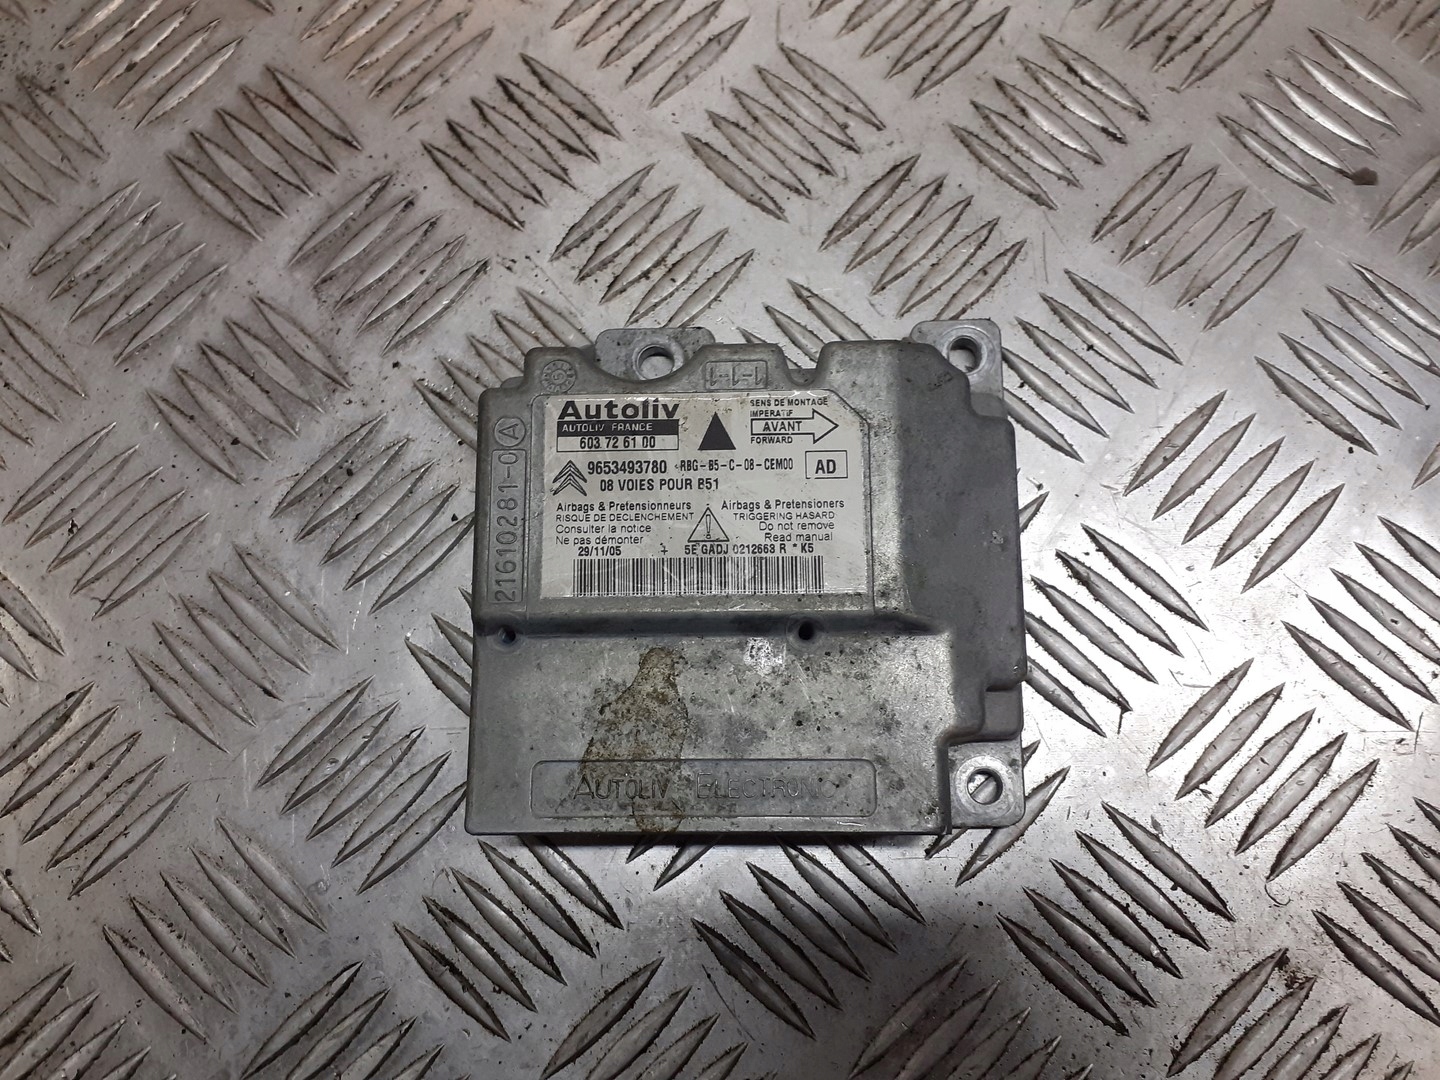 1-1-1
Autoliv
AUTOLIV FRANCE
603 72 61 00
SENS DE MONTAGE
IMPERATIF
AVANT
FORWARD
9653493780 <RBG-B5-C-08-CEM00
AD
08 VOIES POUR B51
Airbags & Pretensionneurs
RISQUE DE DECLENCHEMENT
Consulter la notice
Ne pas démonter
Airbags & Pretensioners
TRIGGERING HASARD
Do not remove
Read manual
29/11/05 + 5E GADJ 0212663 R * K5
21610281-0 A
AUTOLIV ELECTRONIC